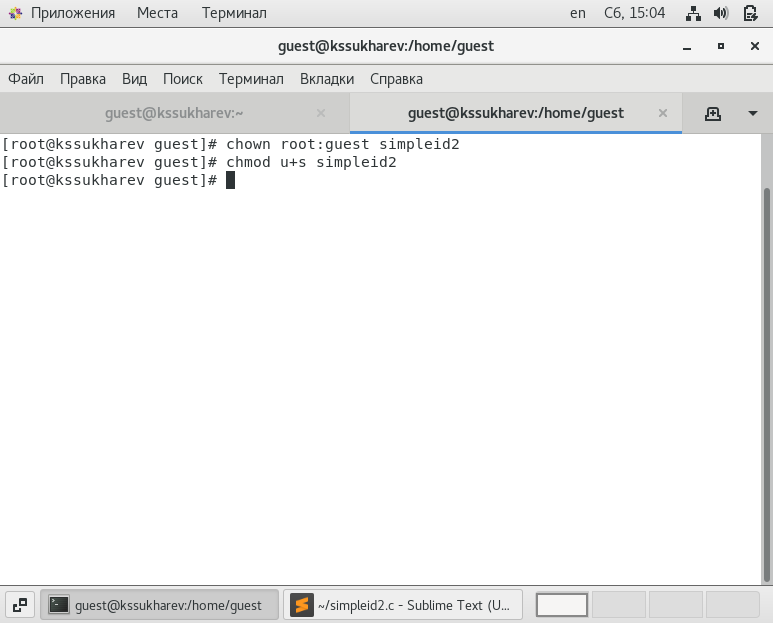 Приложения Места Терминал en Сб, 15:04
guest@kssukharev:/home/guest
Файл Правка Вид Поиск Терминал Вкладки Справка
guest@kssukharev:~ guest@kssukharev:/home/guest
[root@kssukharev guest]# chown root:guest simpleid2
[root@kssukharev guest]# chmod u+s simpleid2
[root@kssukharev guest]#
guest@kssukharev:/home/guest ~/simpleid2.c - Sublime Text (U...